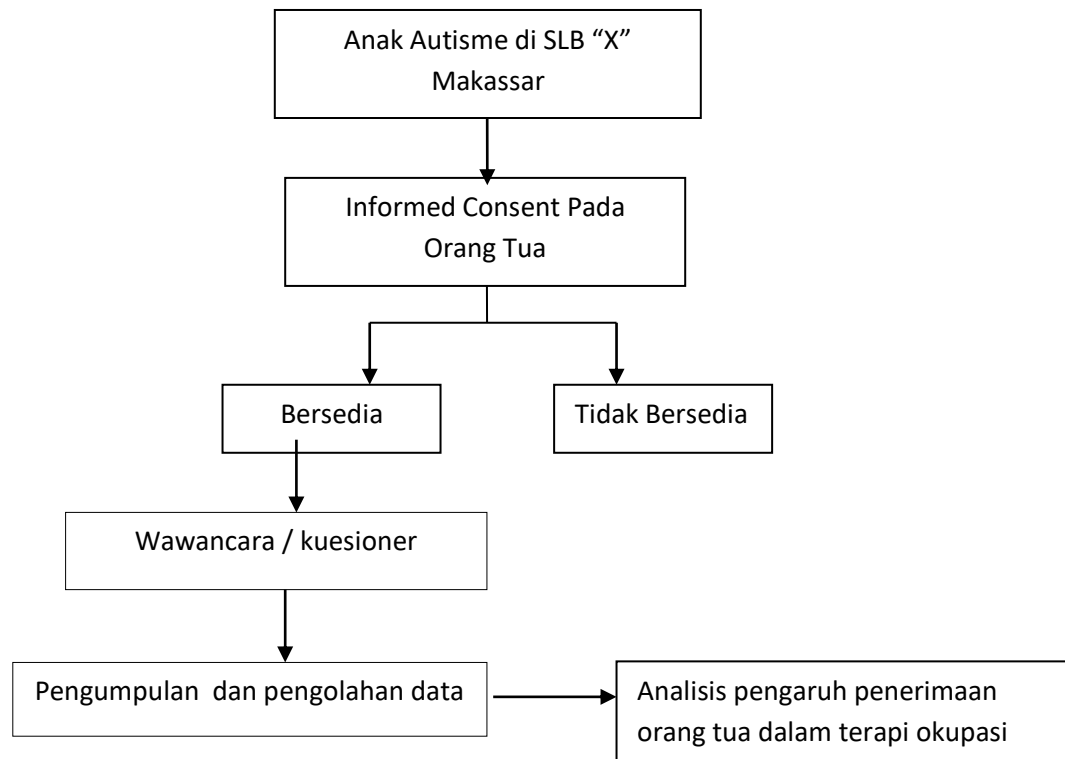 Anak Autisme di SLB “X”
Makassar
Informed Consent Pada
Orang Tua
Bersedia
Tidak Bersedia
Wawancara / kuesioner
Pengumpulan  dan pengolahan data
Analisis pengaruh penerimaan
orang tua dalam terapi okupasi